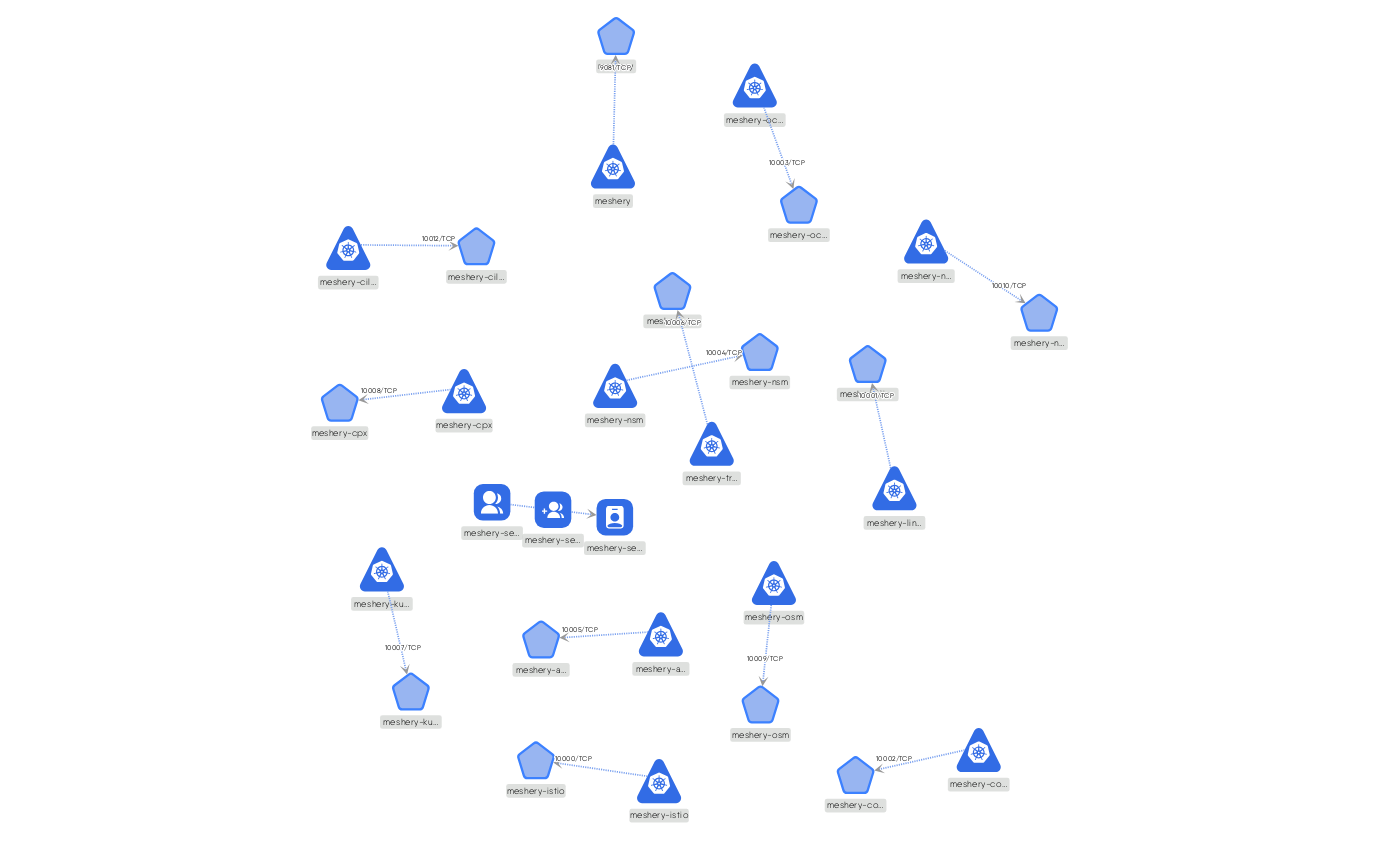 (9081/TCP)
meshery-oc...
10003/TCP
meshery
meshery-oc...
10012/TCP
meshery-cil...
meshery-cil...
meshery-n...
10010/TCP
10006/TCP
meshery-n...
10004/TCP
meshery-nsm
meshery-nsm
10008/TCP
meshery-cpx
meshery-cpx
10001/TCP
meshery-tr...
meshery-lin...
meshery-se...
meshery-se...
meshery-se...
meshery-ku...
10007/TCP
meshery-ku...
10005/TCP
meshery-a...
meshery-a...
meshery-osm
10009/TCP
meshery-osm
10000/TCP
meshery-istio
meshery-istio
10002/TCP
meshery-co...
meshery-co...